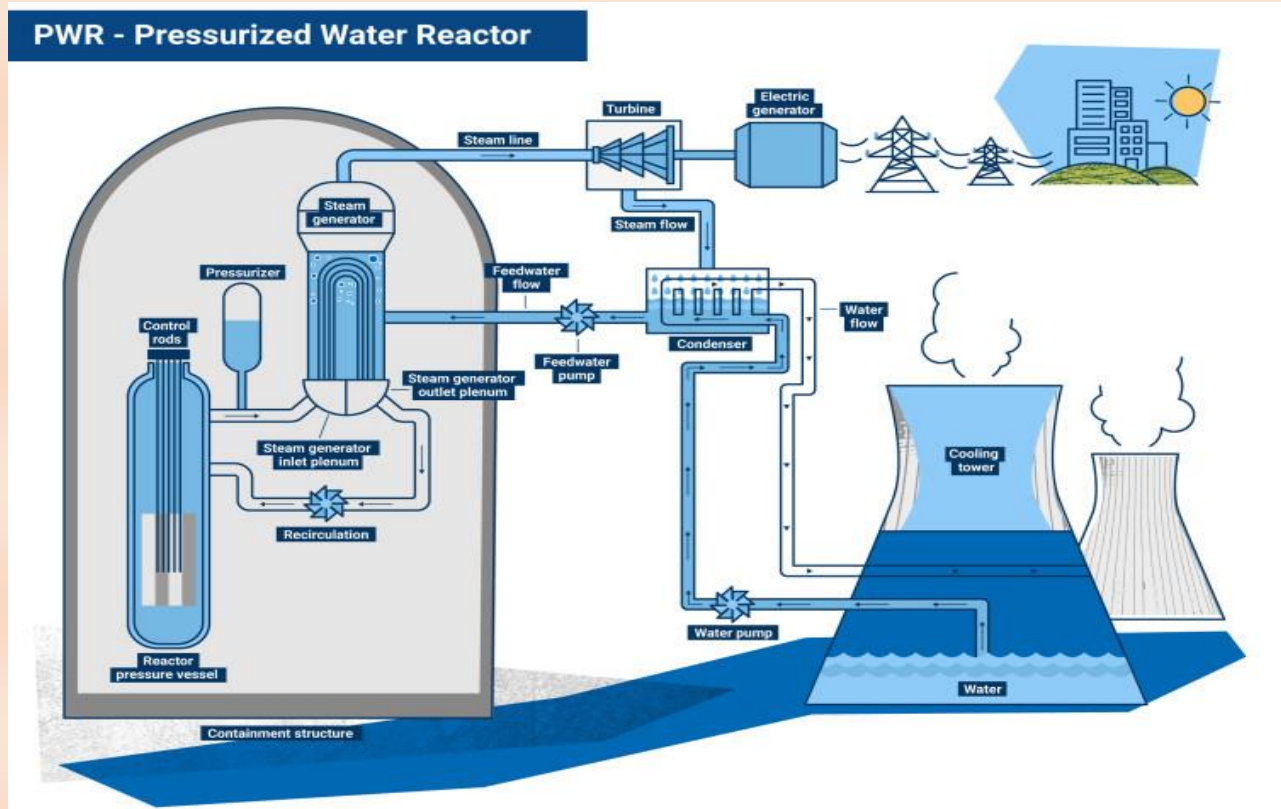 PWR - Pressurized Water Reactor
Electric
generator
Turbine
Steam line
Steam
generator
Steam flow
Pressurizer
Feedwater
flow
Water
flow
Control
rods
Condenser
Feedwater
pump
Steam generator
outlet plenum
Steam generator
inlet plenum
Cooling
tower
Recirculation
Water pump
Reactor
pressure vessel
Water
Containment structure